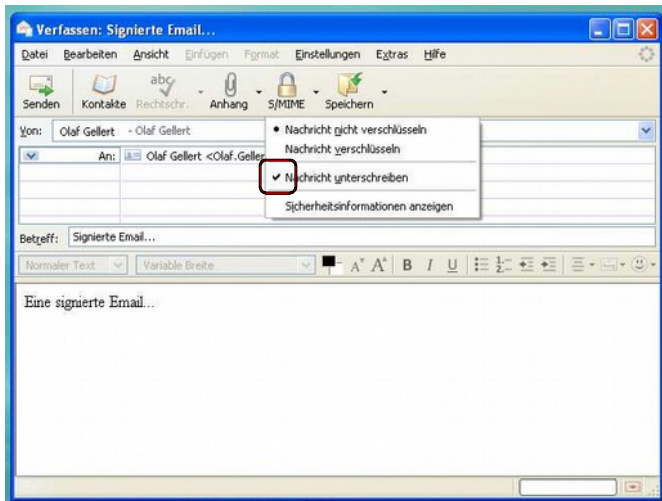 Verfassen: Signierte Email...
Datei Bearbeiten Ansicht Einfügen Format Einstellungen Extras Hilfe
abç
Senden Kontakte Rechtschr. Anhang S/MIME Speichern
Von: Olaf Gellert - Olaf Gellert
Nachricht nicht verschlüsseln
Nachricht verschlüsseln
An: Olaf Gellert <Olaf.Geller
Nachricht unterschreiben
Sicherheitsinformationen anzeigen
Betreff: Signierte Email...
Normaler Text Variable Breite A A B I U
Eine signierte Email...